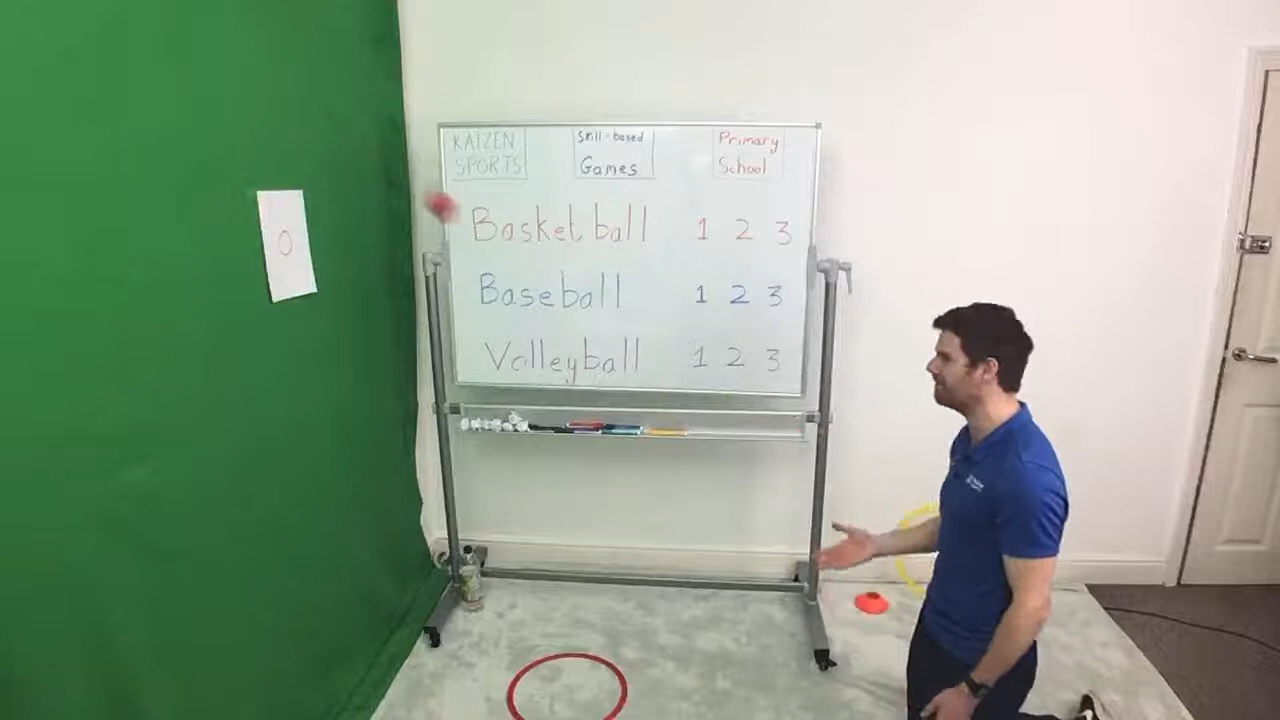 KAIZEN
SPORTS
Skill-based
Games
Primary
School
Basketball 1 2 3
Baseball 1 2 3
Volleyball 1 2 3
0